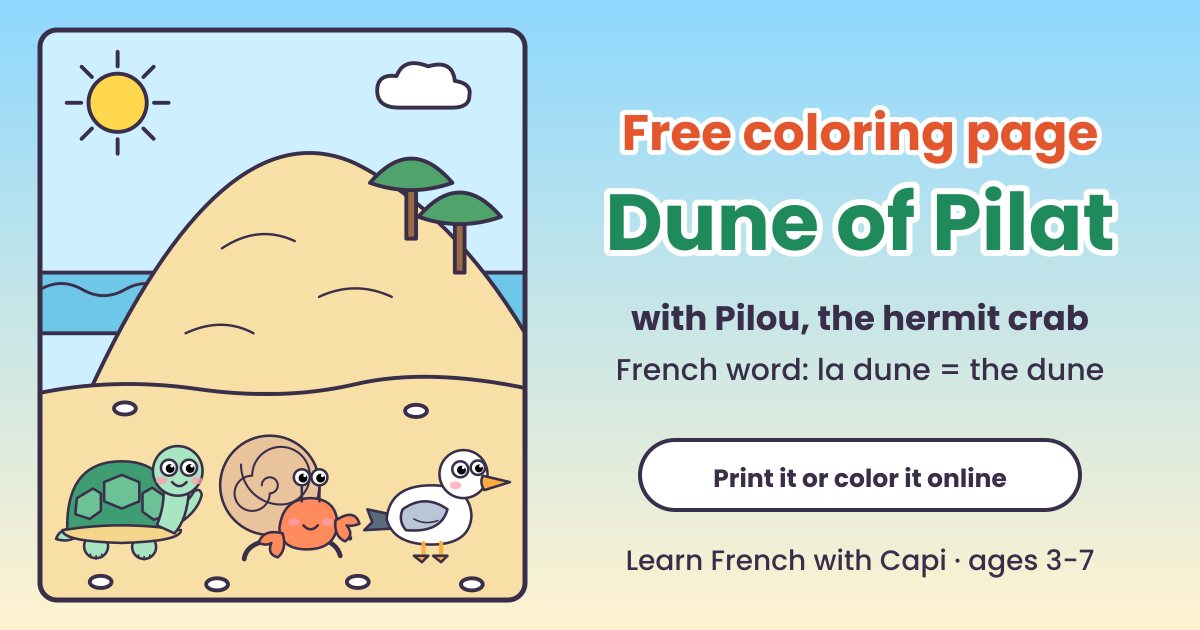 Free coloring page
Dune of Pilat
with Pilou, the hermit crab
French word: la dune = the dune
Print it or color it online
Learn French with Capi · ages 3-7